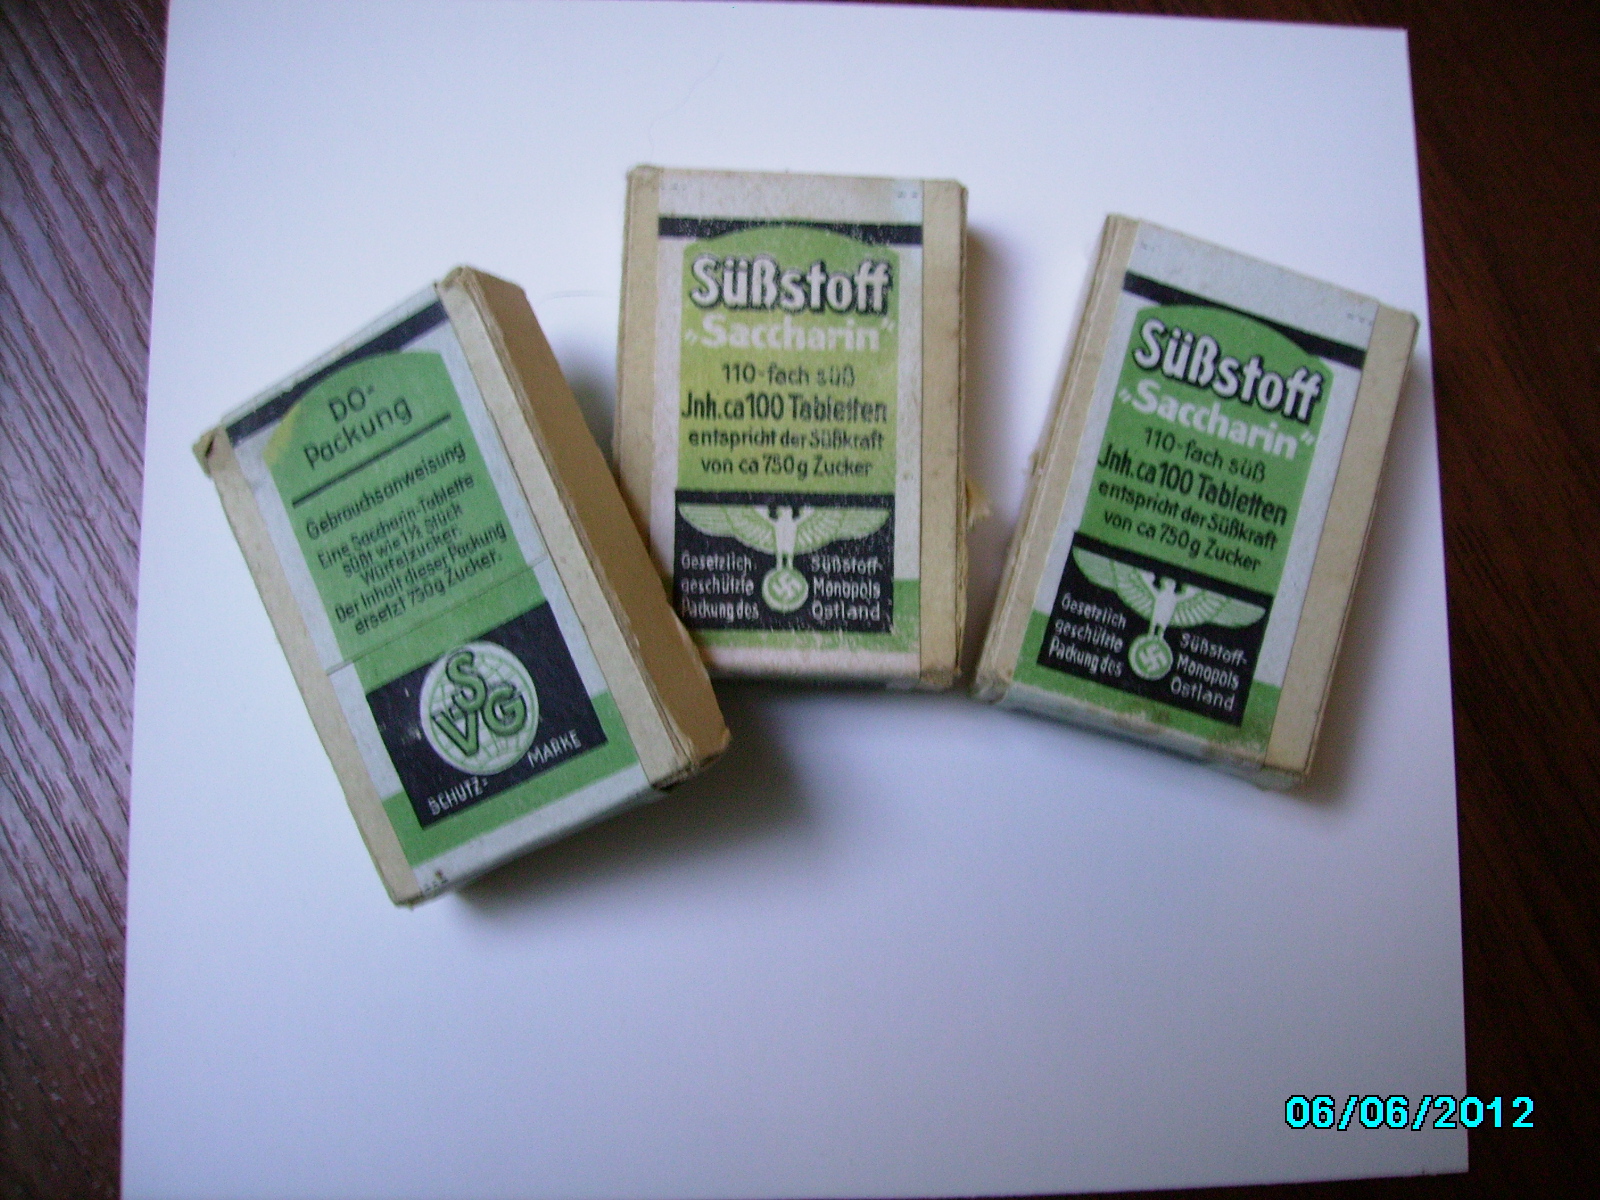 DO-
Packung
Gebrauchsanweisung
Eine Saccharin-Tablette
süßt wie 1½ Stück
Würfelzucker.
Der Inhalt dieser Packung
ersetzt 750g Zucker.
SVG
SCHUTZ-
MARKE
Süßstoff
„Saccharin"
110-fach süß
Jnh. ca 100 Tabletten
entspricht der Süßkraft
von ca 750g Zucker
Gesetzlich
geschützte
Packung des
Süßstoff-
Monopols
Ostland
Süßstoff
„Saccharin"
110-fach süß
Jnh. ca 100 Tabletten
entspricht der Süßkraft
von ca 750g Zucker
Gesetzlich
geschützte
Packung des
Süßstoff-
Monopols
Ostland
06/06/2012